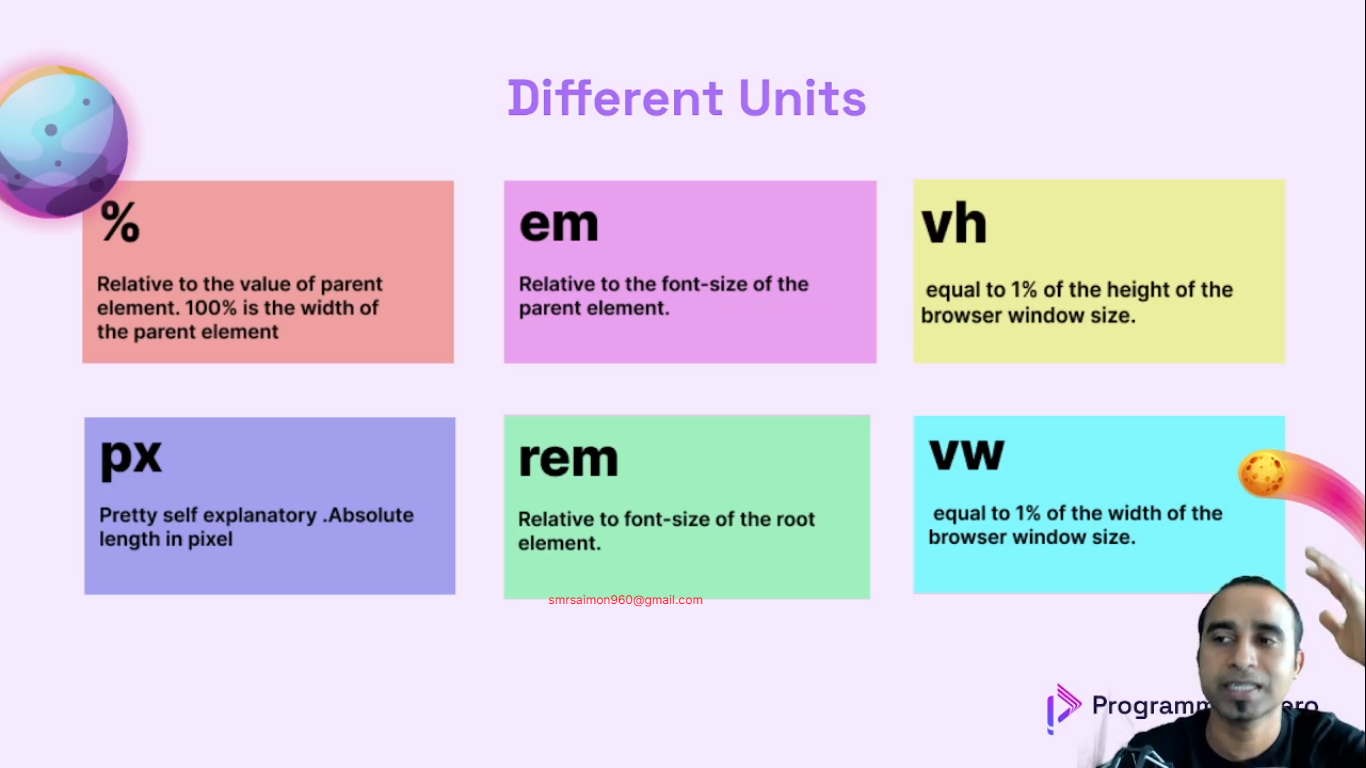 Different Units
%
Relative to the value of parent
element. 100% is the width of
the parent element
em
Relative to the font-size of the
parent element.
vh
equal to 1% of the height of the
browser window size.
px
Pretty self explanatory .Absolute
length in pixel
rem
Relative to font-size of the root
element.
vw
equal to 1% of the width of the
browser window size.
smrsaimon960@gmail.com